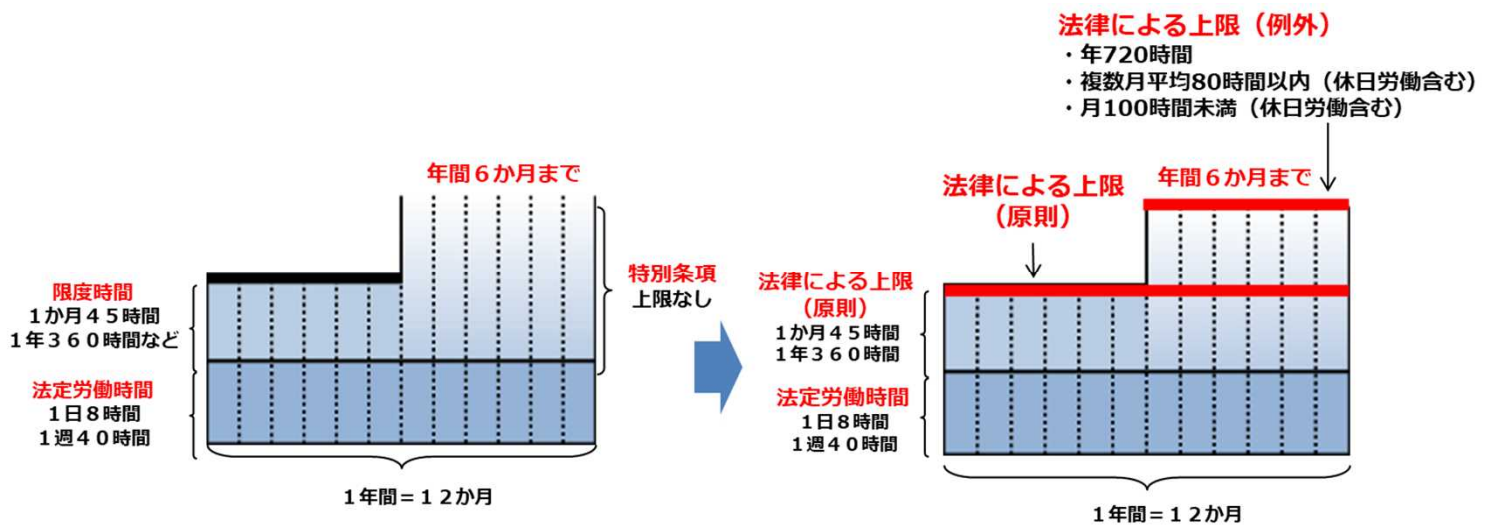 年間６か月まで
限度時間
１か月４５時間
１年３６０時間など
法定労働時間
１日８時間
１週４０時間
特別条項
上限なし
１年間＝１２か月
法律による上限（例外）
・年720時間
・複数月平均80時間以内（休日労働含む）
・月100時間未満（休日労働含む）
法律による上限
（原則）
年間６か月まで
法律による上限
（原則）
１か月４５時間
１年３６０時間
法定労働時間
１日８時間
１週４０時間
１年間＝１２か月